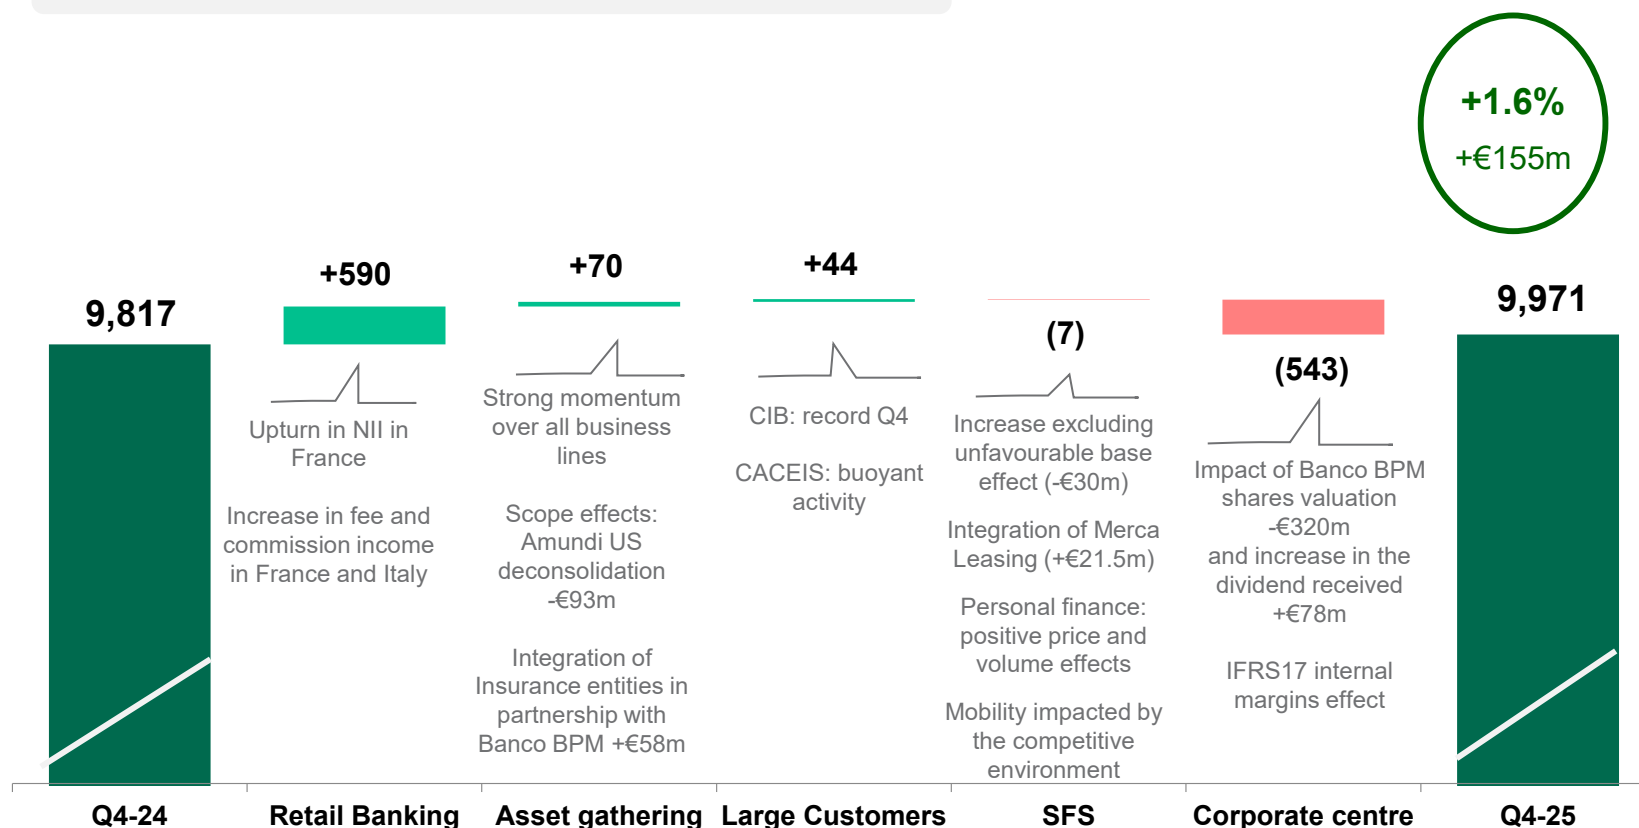 +1.6%
+€155m
9,817
+590
+70
+44
(7)
(543)
9,971
Upturn in NII in
France
Increase in fee and
commission income
in France and Italy
Strong momentum
over all business
lines
Scope effects:
Amundi US
deconsolidation
-€93m
Integration of
Insurance entities in
partnership with
Banco BPM +€58m
CIB: record Q4
CACEIS: buoyant
activity
Increase excluding
unfavourable base
effect (-€30m)
Integration of Merca
Leasing (+€21.5m)
Personal finance:
positive price and
volume effects
Mobility impacted by
the competitive
environment
Impact of Banco BPM
shares valuation
-€320m
and increase in the
dividend received
+€78m
IFRS17 internal
margins effect
Q4-24
Retail Banking
Asset gathering
Large Customers
SFS
Corporate centre
Q4-25